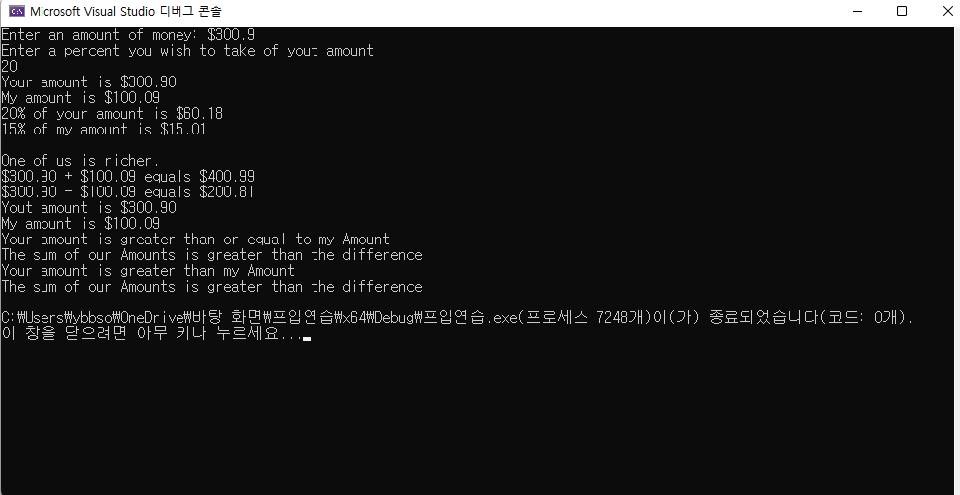 Microsoft Visual Studio 디버그 콘솔
Enter an amount of money: $300.9
Enter a percent you wish to take of yout amount
20
Your amount is $300.90
My amount is $100.09
20% of your amount is $60.18
15% of my amount is $15.01
One of us is richer.
$300.90 + $100.09 equals $400.99
$300.90 - $100.09 equals $200.81
Yout amount is $300.90
My amount is $100.09
Your amount is greater than or equal to my Amount
The sum of our Amounts is greater than the difference
Your amount is greater than my Amount
The sum of our Amounts is greater than the difference
C:₩Users₩ybbso₩OneDrive₩바탕 화면₩프입연습₩x64₩Debug₩프입연습.exe(프로세스 7248개)이(가) 종료되었습니다(코드: 0개).
이 창을 닫으려면 아무 키나 누르세요...